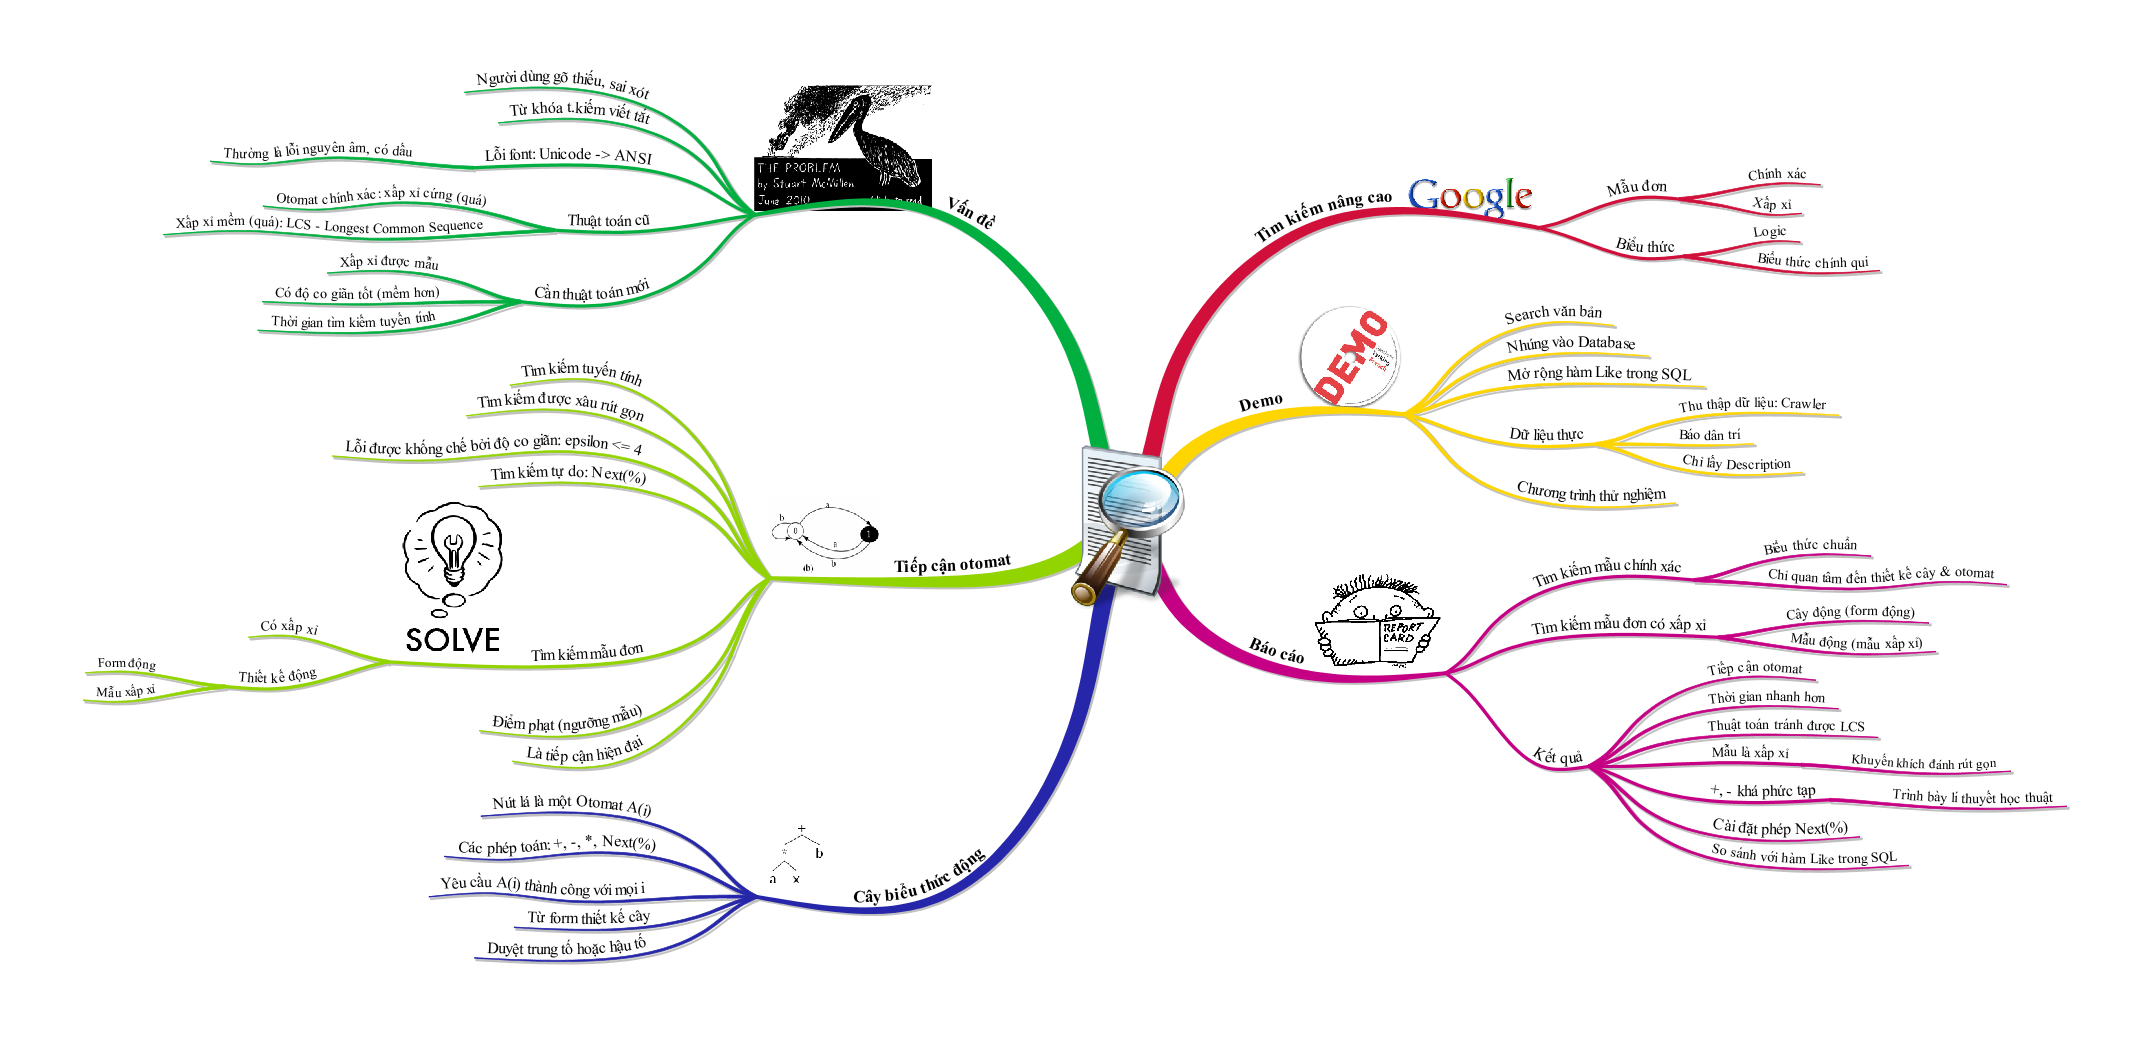 Người dùng gõ thiếu, sai xót
Từ khóa t.kiếm viết tắt
Thường là lỗi nguyên âm, có dấu
Lỗi font: Unicode -> ANSI
Otomat chính xác: xấp xỉ cứng (quá)
Xấp xỉ mềm (quá): LCS - Longest Common Sequence
Thuật toán cũ
Xấp xỉ được mẫu
Có độ co giãn tốt (mềm hơn)
Thời gian tìm kiếm tuyến tính
Cần thuật toán mới
THE PROBLEM
by Stuart McMillen
June 2010
Vấn đề
Tìm kiếm tuyến tính
Tìm kiếm được xâu rút gọn
Lỗi được khống chế bởi độ co giãn: epsilon <= 4
Tìm kiếm tự do: Next(%)
SOLVE
Có xấp xỉ
Form động
Mẫu xấp xỉ
Thiết kế động
Tìm kiếm mẫu đơn
Điểm phạt (ngưỡng mẫu)
Là tiếp cận hiện đại
b
0
a
1
a
b
(b)
Tiếp cận otomat
Nút lá là một Otomat A(i)
Các phép toán: +, -, *, Next(%)
Yêu cầu A(i) thành công với mọi i
Từ form thiết kế cây
Duyệt trung tố hoặc hậu tố
+
*
b
a x
Cây biểu thức động
Tìm kiếm nâng cao
Google
Mẫu đơn
Chính xác
Xấp xỉ
Biểu thức
Logic
Biểu thức chính qui
Demo
DEMO
Search văn bản
Nhúng vào Database
Mở rộng hàm Like trong SQL
Dữ liệu thực
Thu thập dữ liệu: Crawler
Báo dân trí
Chỉ lấy Description
Chương trình thử nghiệm
Báo cáo
REPORT
CARD
Tìm kiếm mẫu chính xác
Biểu thức chuẩn
Chỉ quan tâm đến thiết kế cây & otomat
Tìm kiếm mẫu đơn có xấp xỉ
Cây động (form động)
Mẫu động (mẫu xấp xỉ)
Kết quả
Tiếp cận otomat
Thời gian nhanh hơn
Thuật toán tránh được LCS
Mẫu là xấp xỉ
Khuyến khích đánh rút gọn
+, - khá phức tạp
Trình bày lí thuyết học thuật
Cài đặt phép Next(%)
So sánh với hàm Like trong SQL